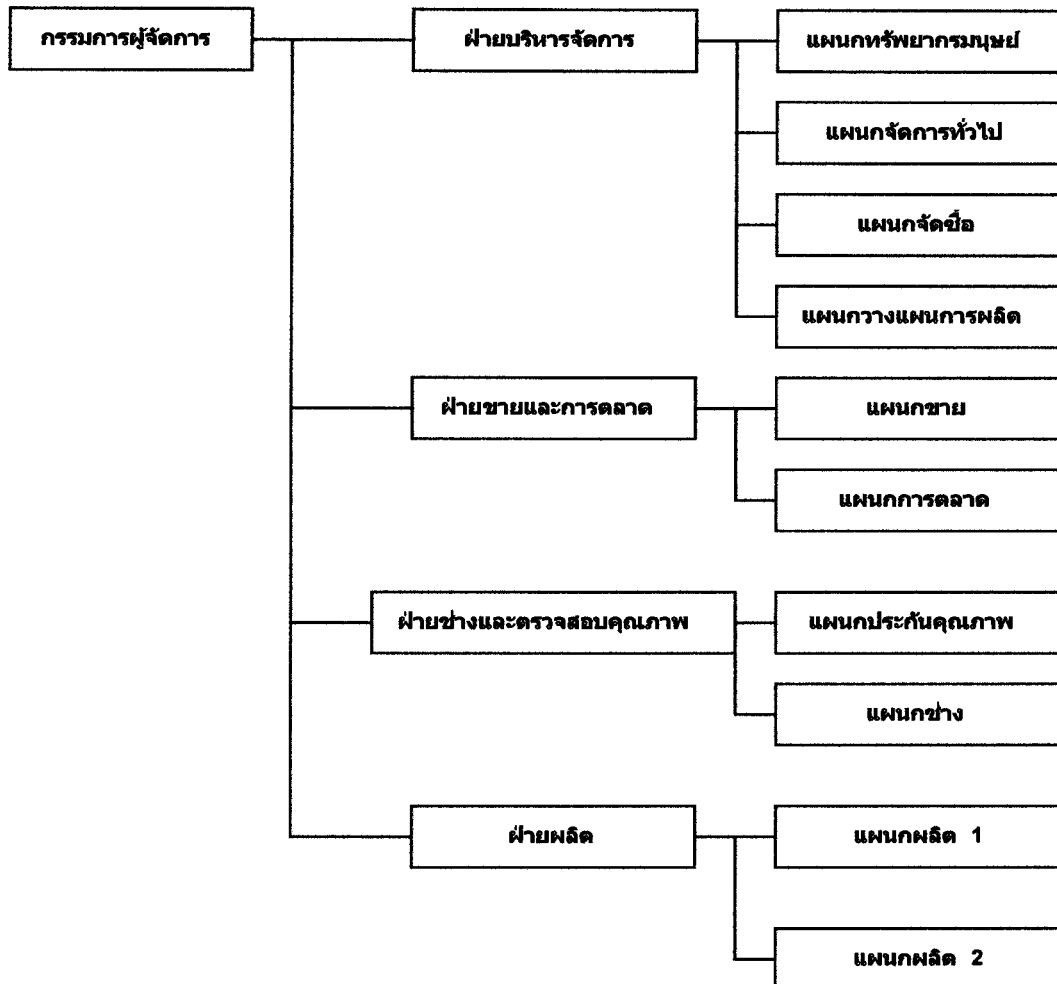 กรรมการผู้จัดการ
ฝ่ายบริหารจัดการ
แผนกทรัพยากรมนุษย์
แผนกจัดการทั่วไป
แผนกจัดซื้อ
แผนกวางแผนการผลิต
ฝ่ายขายและการตลาด
แผนกขาย
แผนกการตลาด
ฝ่ายช่างและตรวจสอบคุณภาพ
แผนกประกันคุณภาพ
แผนกช่าง
ฝ่ายผลิต
แผนกผลิต 1
แผนกผลิต 2